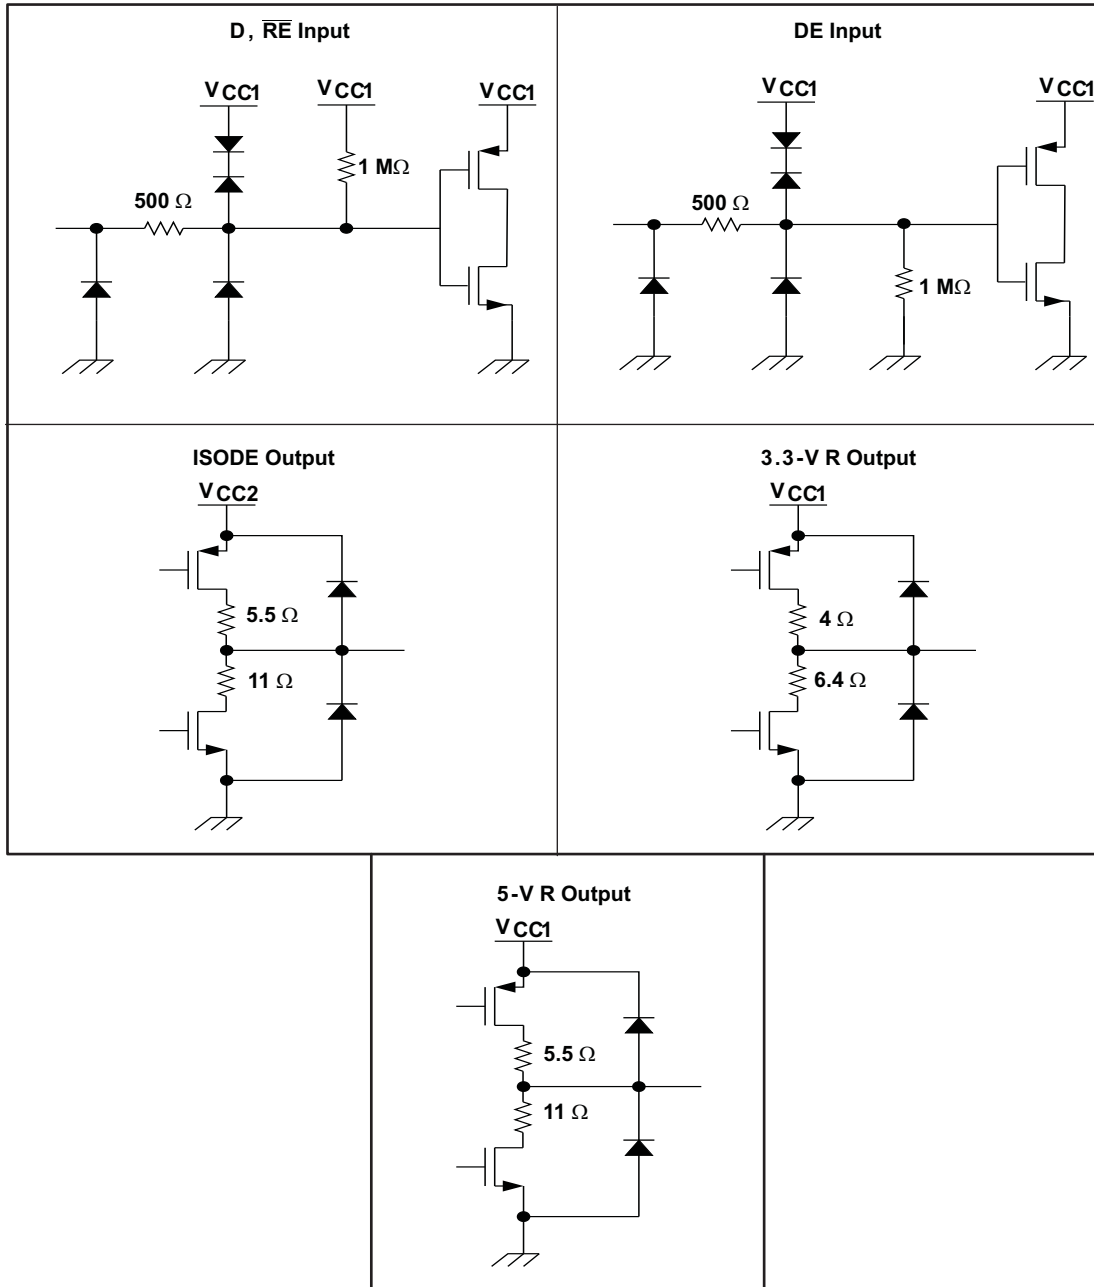 D, R̅E̅ Input
VCC1
VCC1
VCC1
1 MΩ
500 Ω
DE Input
VCC1
VCC1
500 Ω
1 MΩ
ISODE Output
VCC2
5.5 Ω
11 Ω
3.3-V R Output
VCC1
4 Ω
6.4 Ω
5-V R Output
VCC1
5.5 Ω
11 Ω